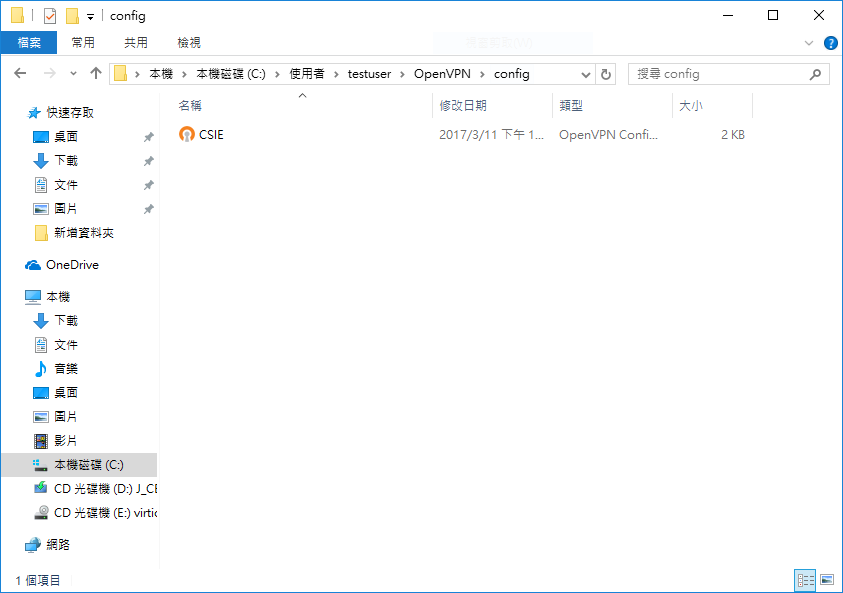 config
檔案 常用 共用 檢視
本機 本機磁碟 (C:) 使用者 testuser OpenVPN config
搜尋 config
名稱 修改日期 類型 大小
CSIE 2017/3/11 下午 1... OpenVPN Confi... 2 KB
快速存取
桌面
下載
文件
圖片
新增資料夾
OneDrive
本機
下載
文件
音樂
桌面
圖片
影片
本機磁碟 (C:)
CD 光碟機 (D:) J_CE
CD 光碟機 (E:) virtic
網路
1 個項目